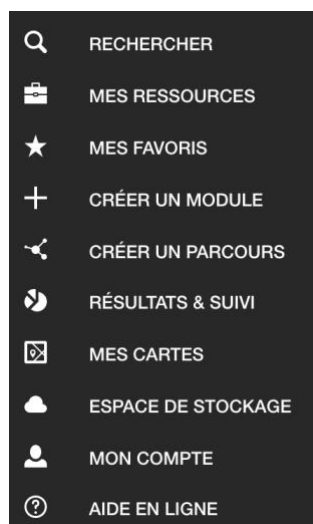 RECHERCHER
MES RESSOURCES
MES FAVORIS
CRÉER UN MODULE
CRÉER UN PARCOURS
RÉSULTATS & SUIVI
MES CARTES
ESPACE DE STOCKAGE
MON COMPTE
AIDE EN LIGNE